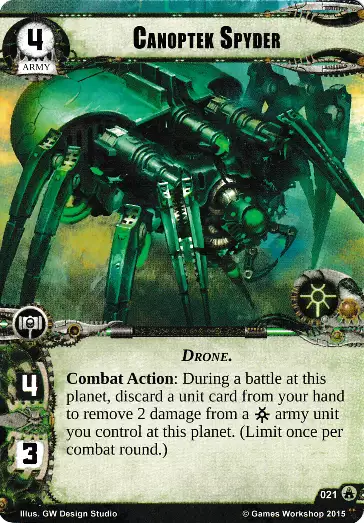 4
ARMY
CANOPTEK SPYDER
DRONE.
4
3
Combat Action: During a battle at this
planet, discard a unit card from your hand
to remove 2 damage from a army unit
you control at this planet. (Limit once per
combat round.)
021
Illus. GW Design Studio
© Games Workshop 2015